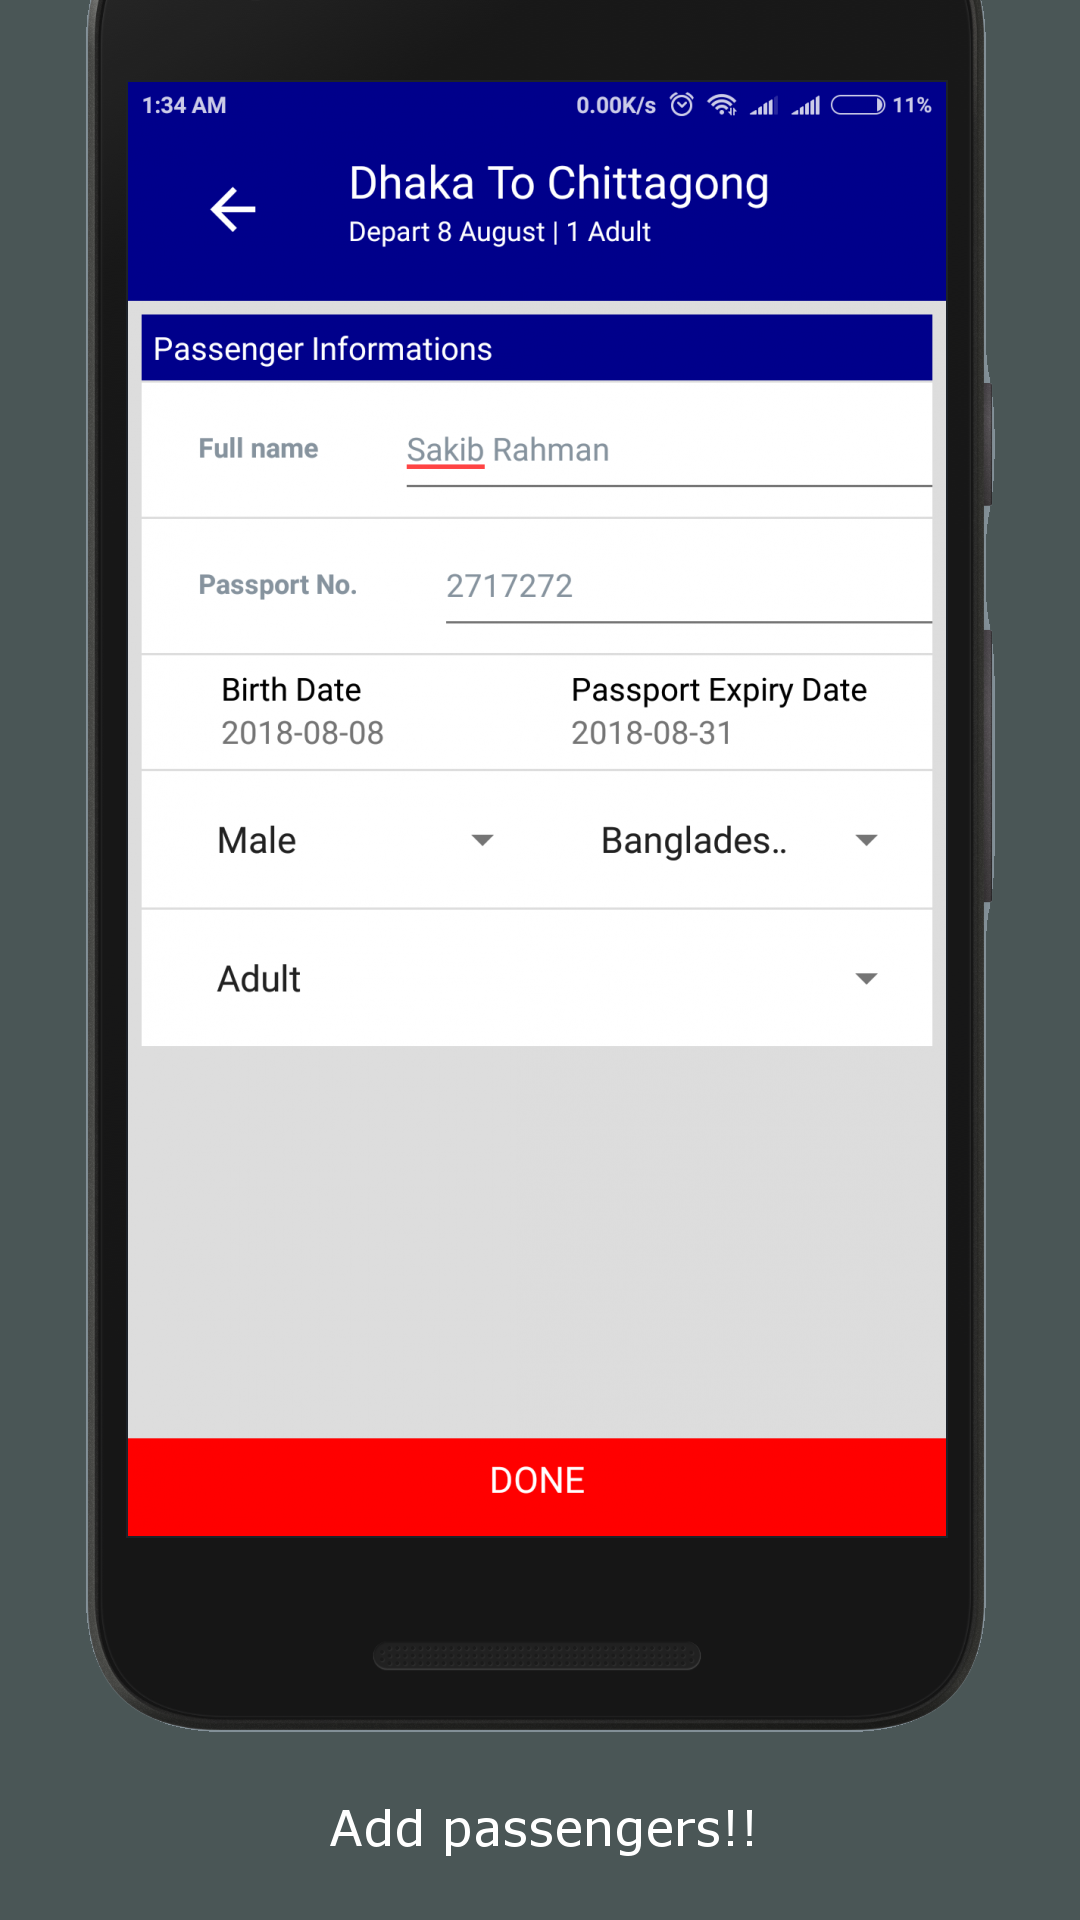 1:34 AM 0.00K/s 11%
Dhaka To Chittagong
Depart 8 August | 1 Adult
Passenger Informations
Full name Sakib Rahman
Passport No. 2717272
Birth Date Passport Expiry Date
2018-08-08 2018-08-31
Male Banglades..
Adult
DONE
Add passengers!!